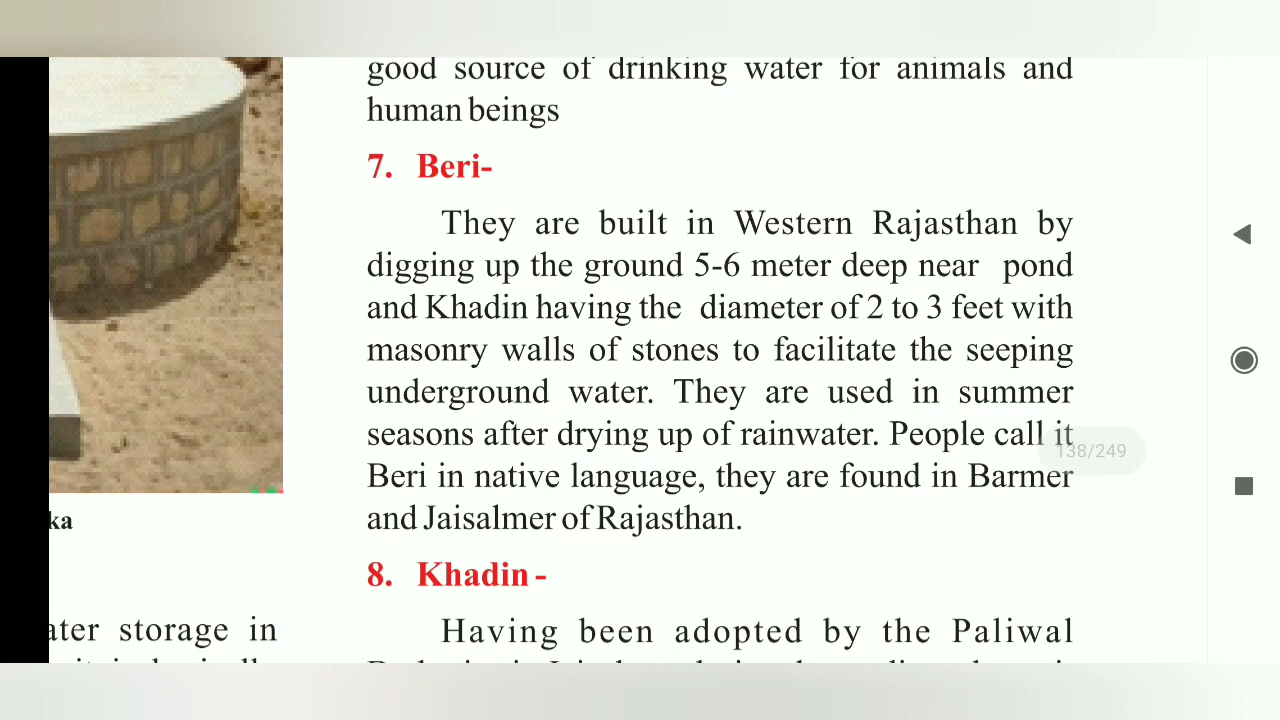 good source of drinking water for animals and
human beings
7. Beri-
They are built in Western Rajasthan by
digging up the ground 5-6 meter deep near pond
and Khadin having the diameter of 2 to 3 feet with
masonry walls of stones to facilitate the seeping
underground water. They are used in summer
seasons after drying up of rainwater. People call it
138/249
Beri in native language, they are found in Barmer
and Jaisalmer of Rajasthan.
ka
8. Khadin -
ater storage in
Having been adopted by the Paliwal